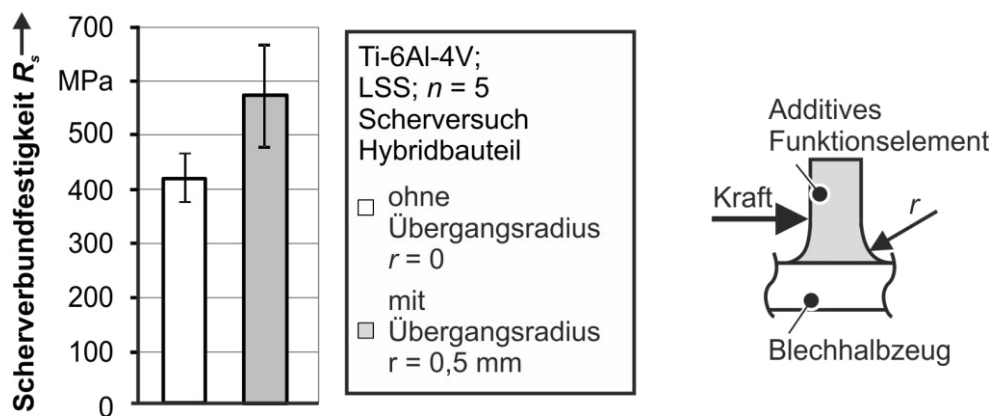 Scherverbundfestigkeit Rs
700
MPa
500
400
300
200
100
0
Ti-6Al-4V;
LSS; n = 5
Scherversuch
Hybridbauteil
ohne
Übergangsradius
r = 0
mit
Übergangsradius
r = 0,5 mm
Additives
Funktionselement
Kraft
r
Blechhalbzeug